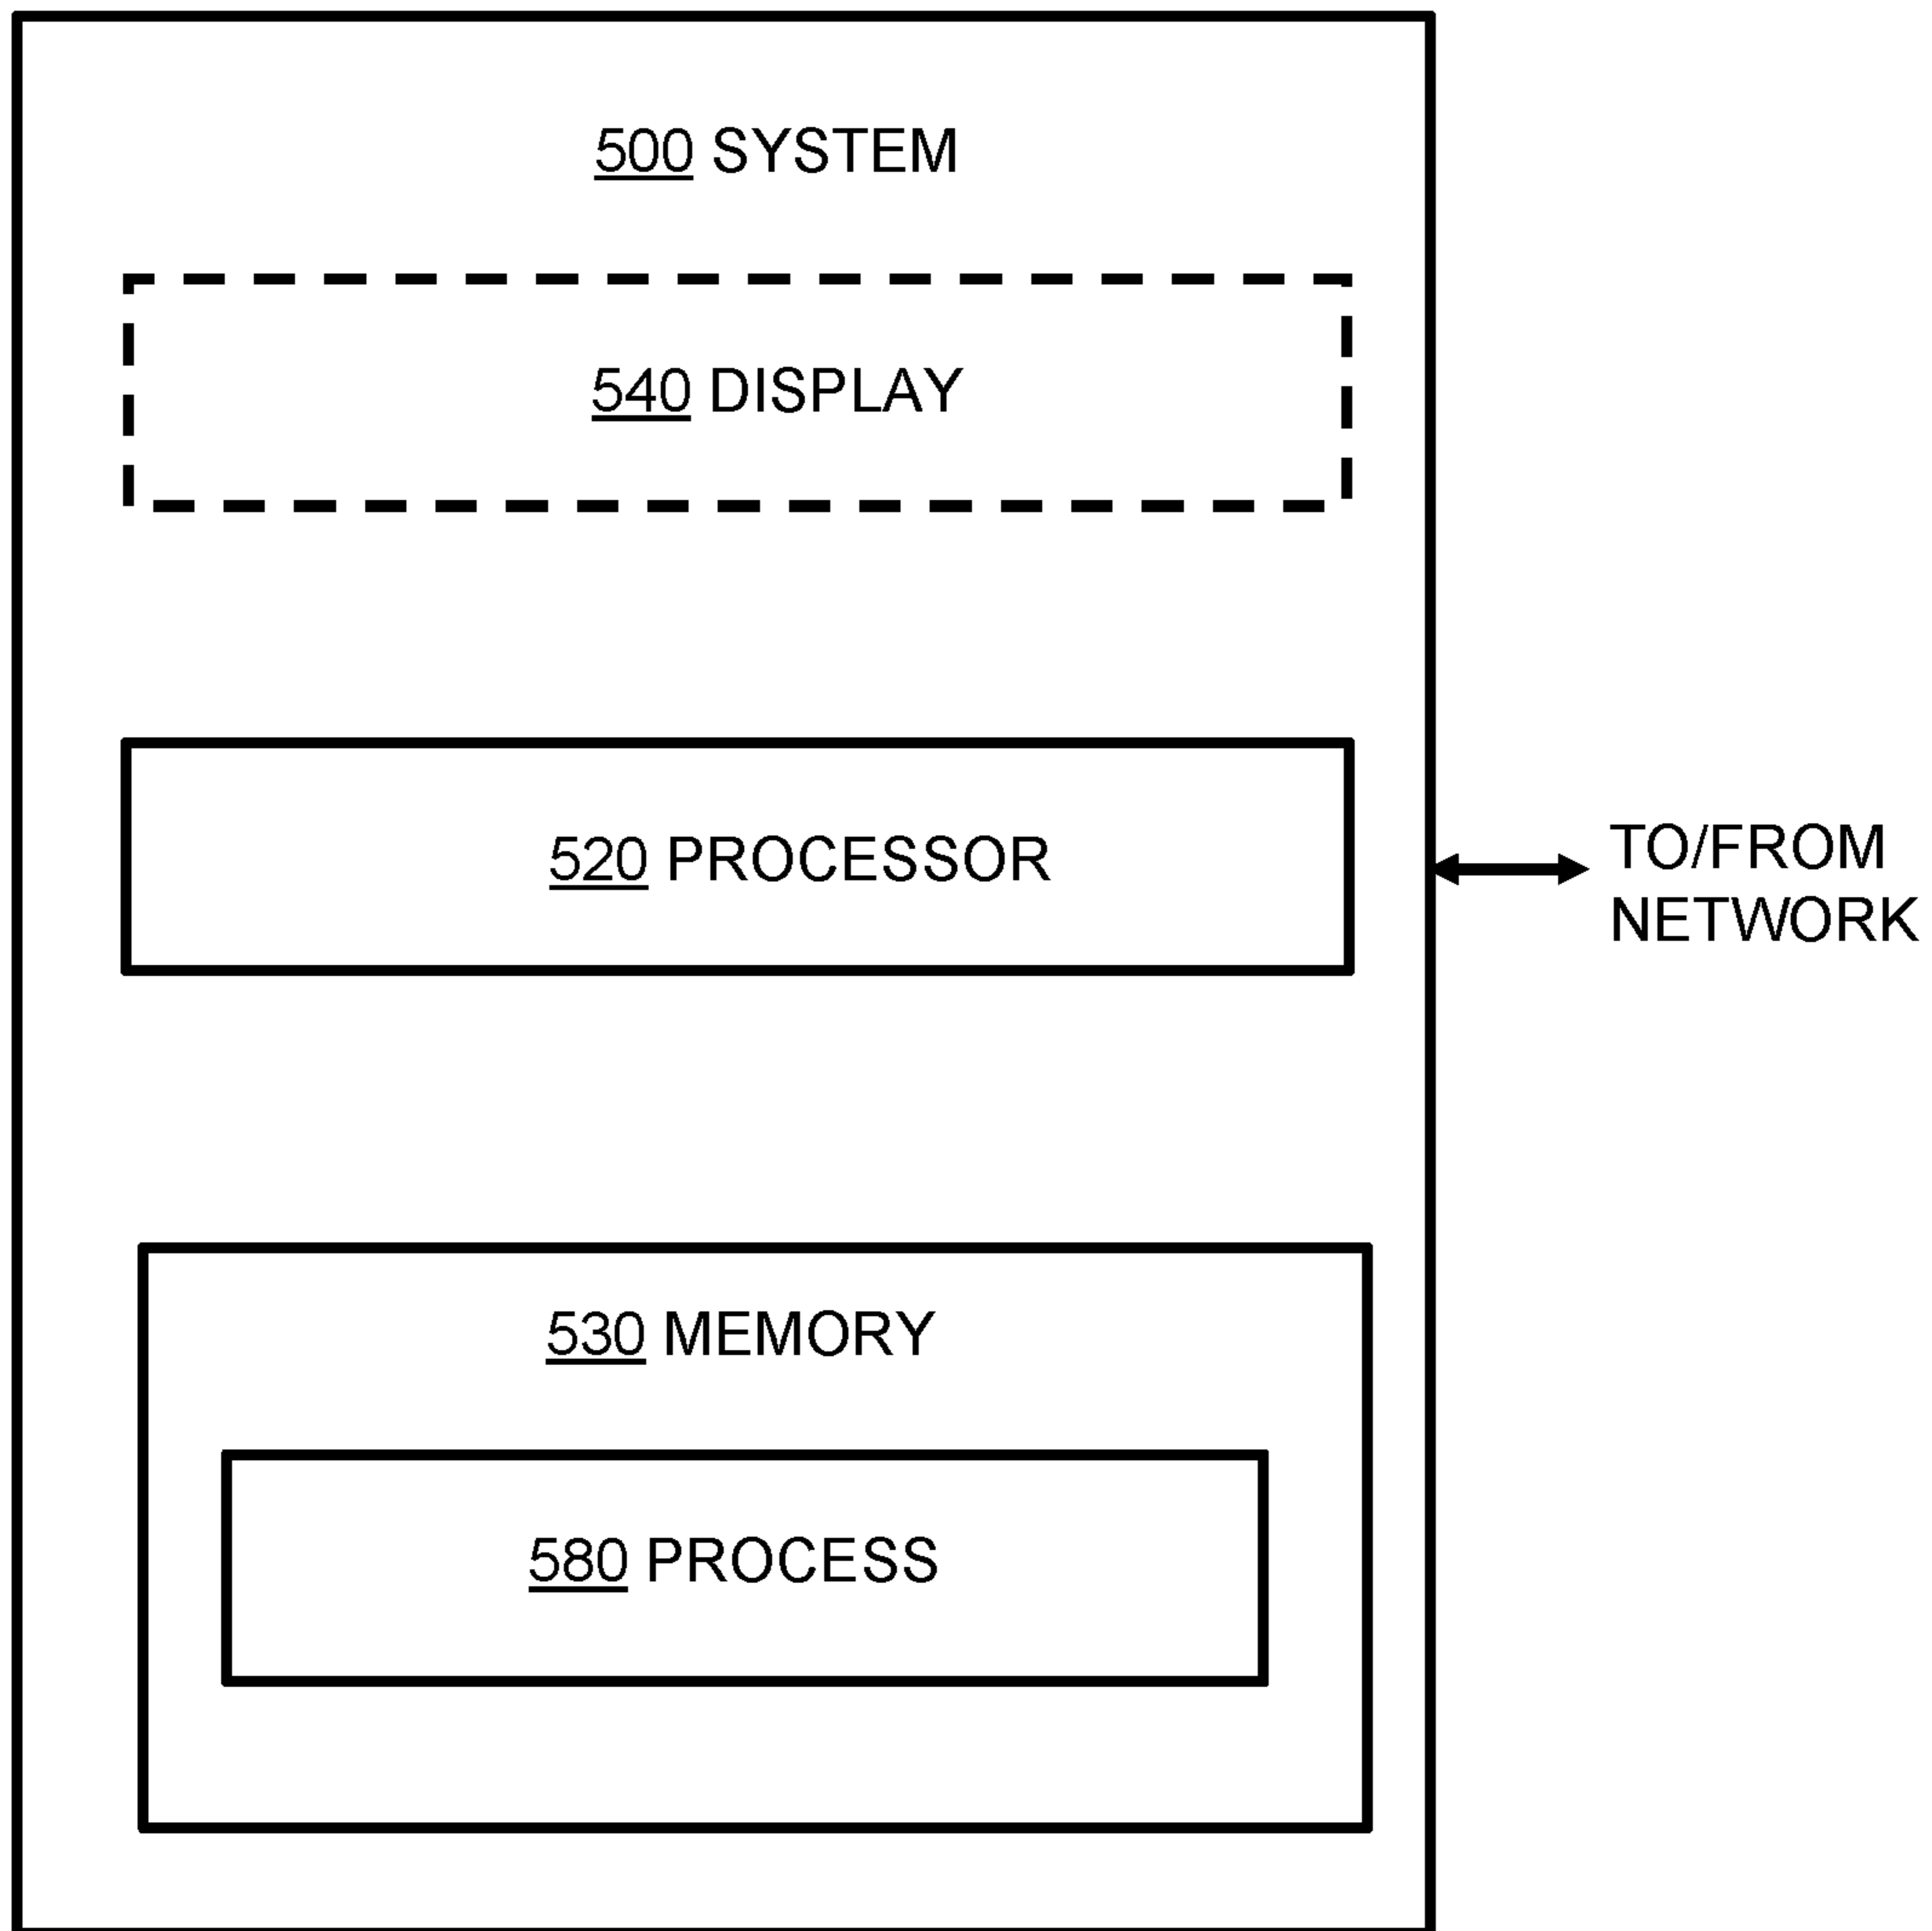 500 SYSTEM
540 DISPLAY
520 PROCESSOR
TO/FROM
NETWORK
530 MEMORY
580 PROCESS